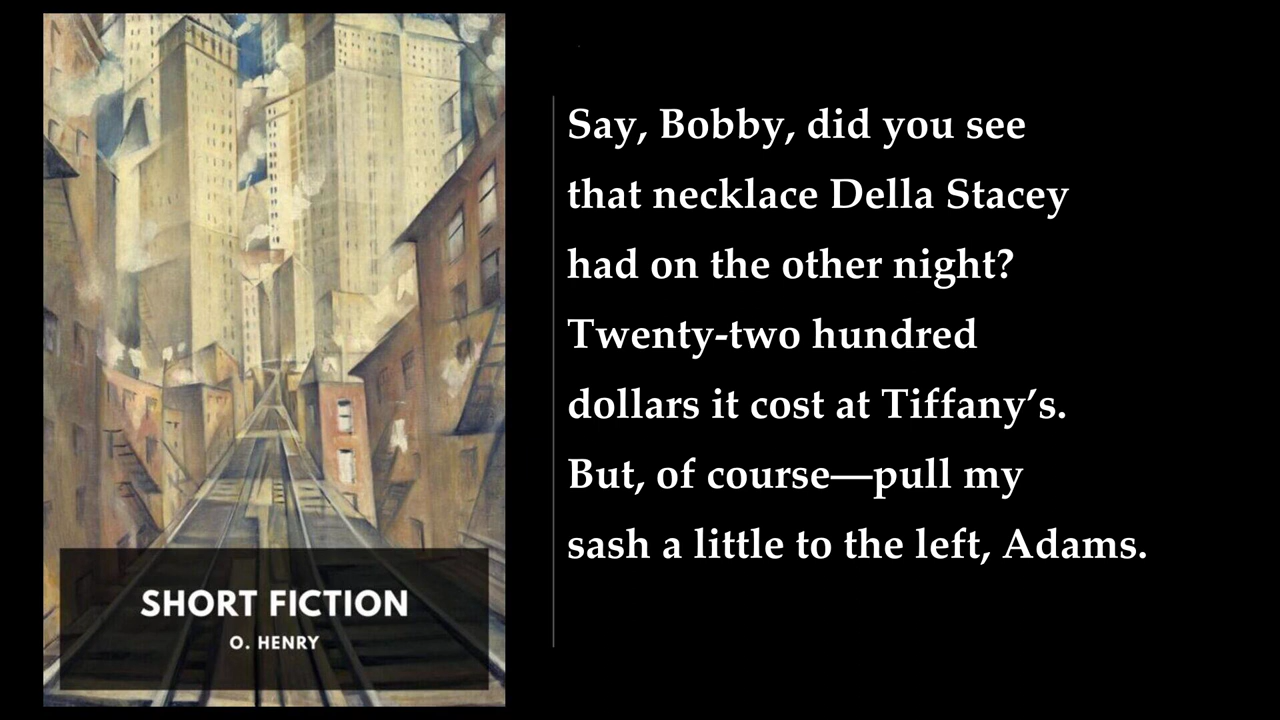 SHORT FICTION
O. HENRY
Say, Bobby, did you see
that necklace Della Stacey
had on the other night?
Twenty-two hundred
dollars it cost at Tiffany’s.
But, of course—pull my
sash a little to the left, Adams.